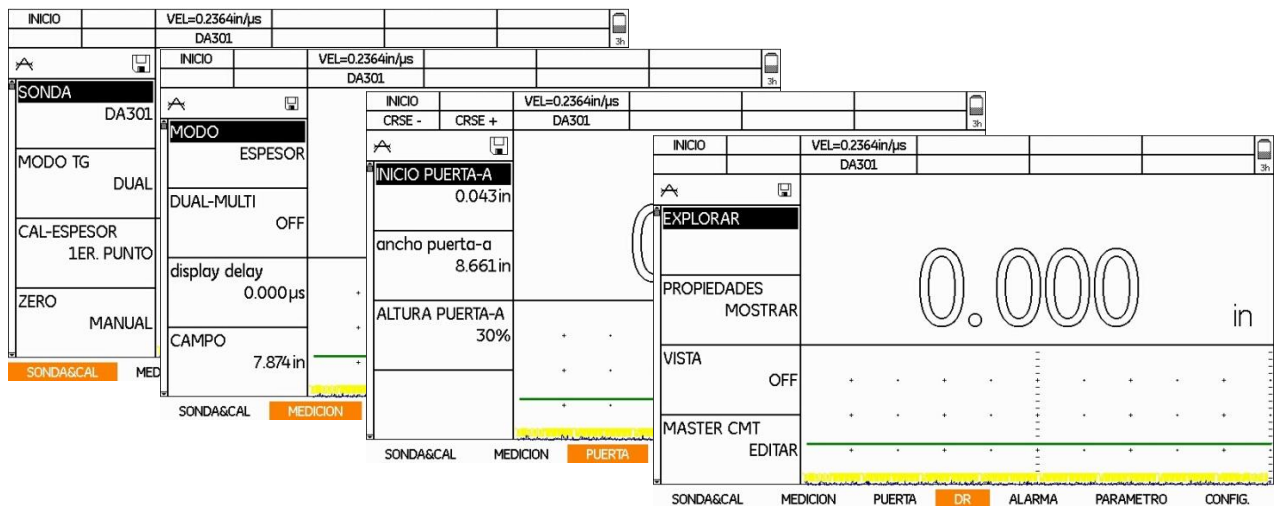 INICIO VEL=0.2364in/µs
DA301
3h
SONDA
DA301
MODO TG
DUAL
CAL-ESPESOR
1ER. PUNTO
ZERO
MANUAL
SONDA&CAL MED
INICIO VEL=0.2364in/µs
DA301
3h
MODO
ESPESOR
DUAL-MULTI
OFF
display delay
0.000µs
CAMPO
7.874in
SONDA&CAL MEDICION
INICIO VEL=0.2364in/µs
CRSE - CRSE + DA301
3h
INICIO PUERTA-A
0.043in
0
ancho puerta-a
8.661in
ALTURA PUERTA-A
30%
SONDA&CAL MEDICION PUERTA
INICIO VEL=0.2364in/µs
DA301
3h
EXPLORAR
0.000 in
PROPIEDADES
MOSTRAR
VISTA
OFF
MASTER CMT
EDITAR
SONDA&CAL MEDICION PUERTA DR ALARMA PARAMETRO CONFIG.